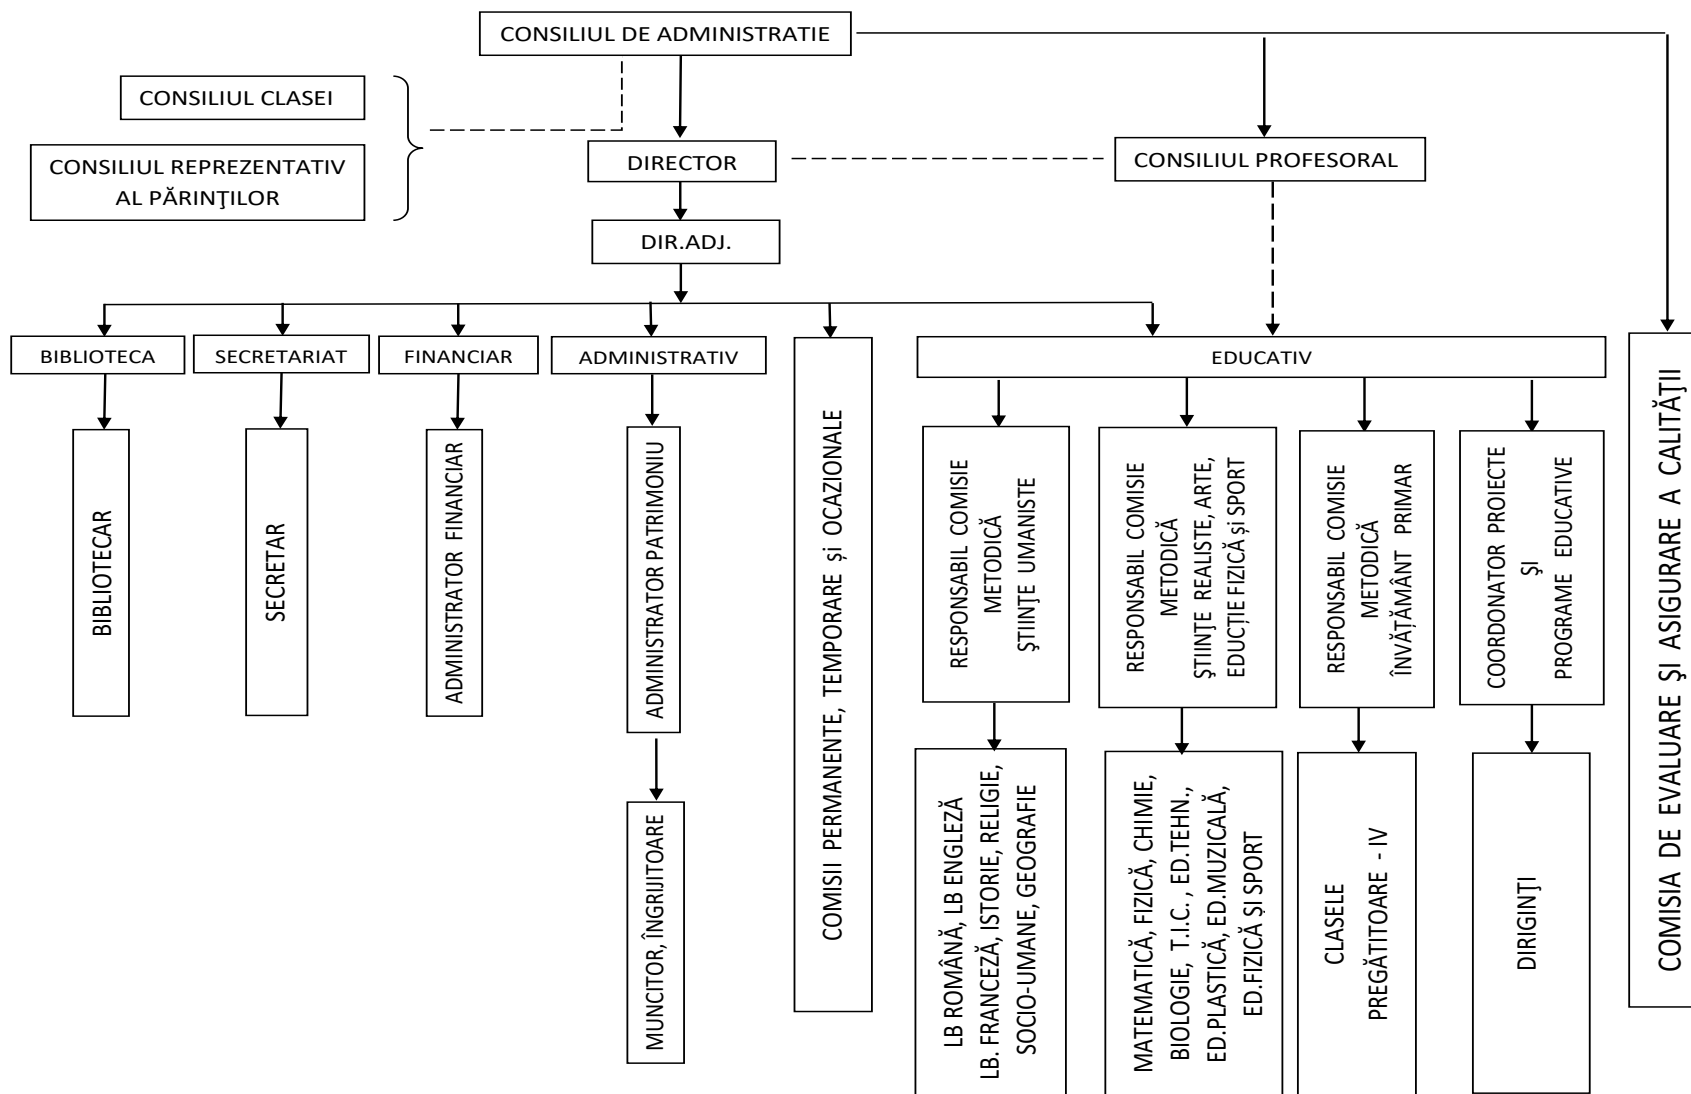 CONSILIUL DE ADMINISTRATIE
CONSILIUL CLASEI
CONSILIUL REPREZENTATIV
AL PĂRINŢILOR
DIRECTOR
CONSILIUL PROFESORAL
DIR.ADJ.
BIBLIOTECA
SECRETARIAT
FINANCIAR
ADMINISTRATIV
EDUCATIV
BIBLIOTECAR
SECRETAR
ADMINISTRATOR FINANCIAR
ADMINISTRATOR PATRIMONIU
MUNCITOR, ÎNGRIJITOARE
COMISII PERMANENTE, TEMPORARE și OCAZIONALE
RESPONSABIL COMISIE
METODICĂ
ŞTIINŢE UMANISTE
RESPONSABIL COMISIE
METODICĂ
ŞTIINŢE REALISTE, ARTE,
EDUCȚIE FIZICĂ și SPORT
RESPONSABIL COMISIE
METODICĂ
ÎNVĂȚĂMÂNT PRIMAR
COORDONATOR PROIECTE
ŞI
PROGRAME EDUCATIVE
LB ROMÂNĂ, LB ENGLEZĂ
LB. FRANCEZĂ, ISTORIE, RELIGIE,
SOCIO-UMANE, GEOGRAFIE
MATEMATICĂ, FIZICĂ, CHIMIE,
BIOLOGIE, T.I.C. , ED.TEHN.,
ED.PLASTICĂ, ED.MUZICALĂ,
ED.FIZICĂ ȘI SPORT
CLASELE
PREGĂTITOARE - IV
DIRIGINŢI
COMISIA DE EVALUARE ŞI ASIGURARE A CALITĂŢII